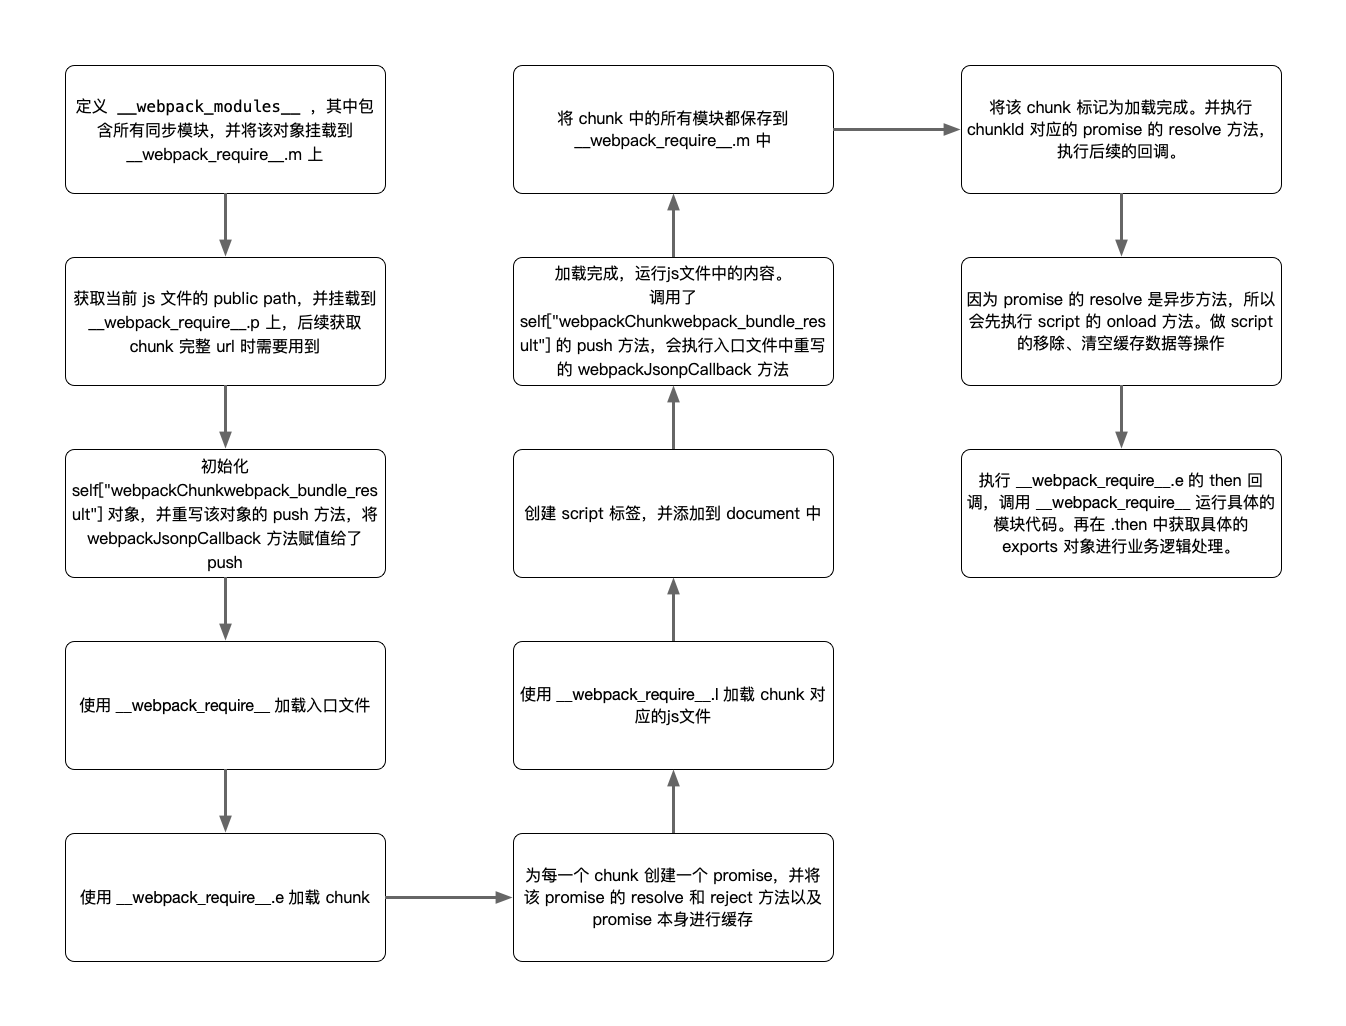 定义 __webpack_modules__ ，其中包
含所有同步模块，并将该对象挂载到
__webpack_require__.m 上
获取当前 js 文件的 public path，并挂载到
__webpack_require__.p 上，后续获取
chunk 完整 url 时需要用到
初始化
self["webpackChunkwebpack_bundle_res
ult"] 对象，并重写该对象的 push 方法，将
webpackJsonpCallback 方法赋值给了
push
使用 __webpack_require__ 加载入口文件
使用 __webpack_require__.e 加载 chunk
为每一个 chunk 创建一个 promise，并将
该 promise 的 resolve 和 reject 方法以及
promise 本身进行缓存
使用 __webpack_require__.l 加载 chunk 对
应的js文件
创建 script 标签，并添加到 document 中
加载完成，运行js文件中的内容。
调用了
self["webpackChunkwebpack_bundle_res
ult"] 的 push 方法，会执行入口文件中重写
的 webpackJsonpCallback 方法
将 chunk 中的所有模块都保存到
__webpack_require__.m 中
将该 chunk 标记为加载完成。并执行
chunkId 对应的 promise 的 resolve 方法，
执行后续的回调。
因为 promise 的 resolve 是异步方法，所以
会先执行 script 的 onload 方法。做 script
的移除、清空缓存数据等操作
执行 __webpack_require__.e 的 then 回
调，调用 __webpack_require__ 运行具体的
模块代码。再在 .then 中获取具体的
exports 对象进行业务逻辑处理。